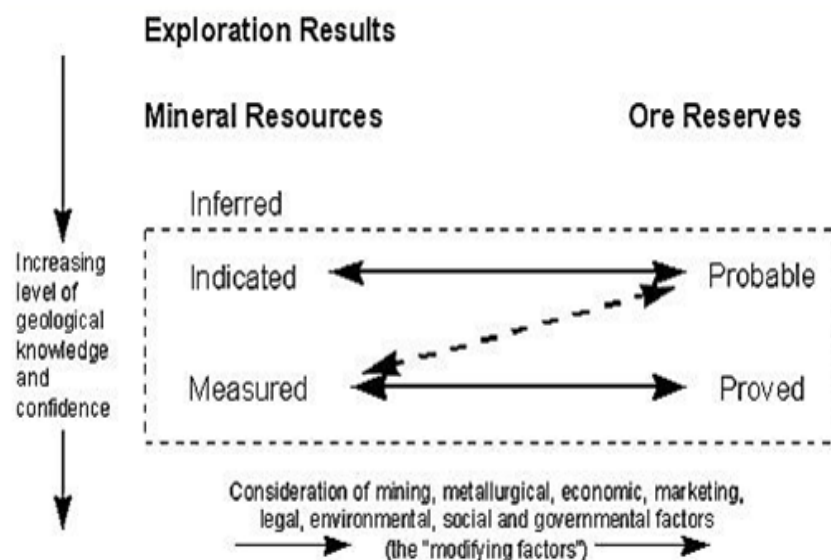 Exploration Results
Mineral Resources Ore Reserves
Inferred
Indicated Probable
Measured Proved
Increasing
level of
geological
knowledge
and
confidence
Consideration of mining, metallurgical, economic, marketing,
legal, environmental, social and governmental factors
(the "modifying factors")